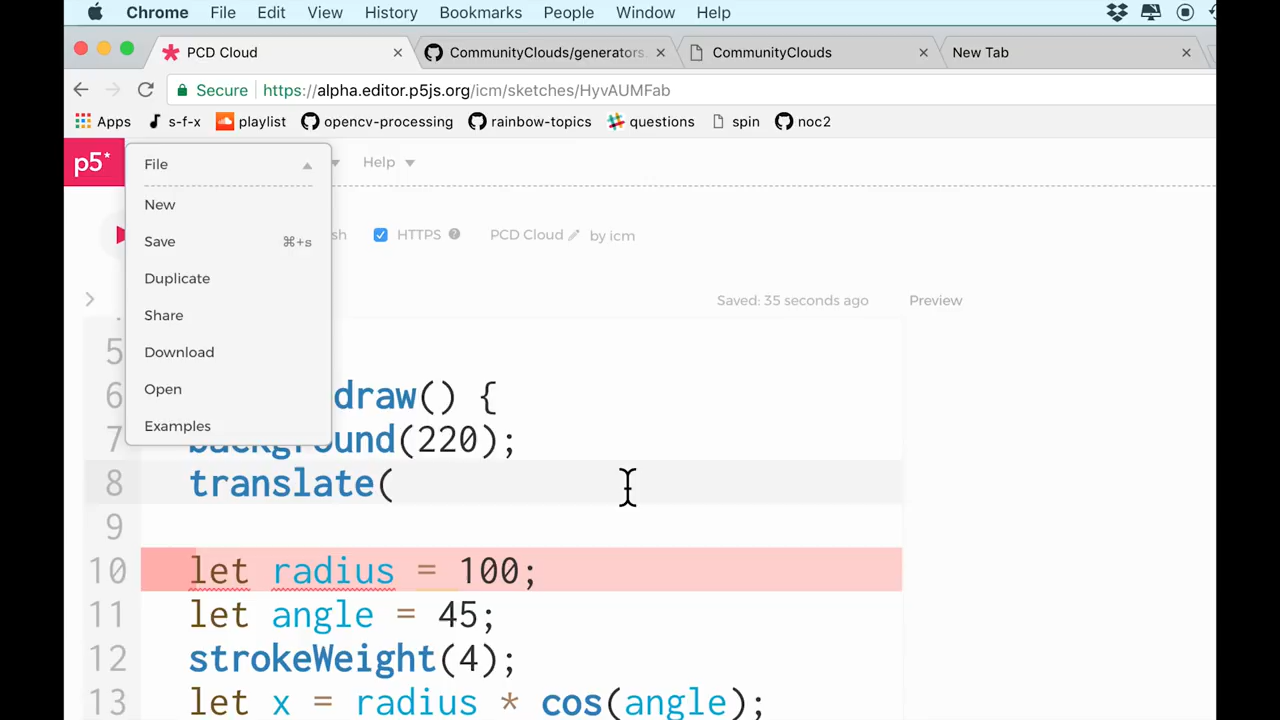 Chrome File Edit View History Bookmarks People Window Help
PCD Cloud CommunityClouds/generators. CommunityClouds New Tab
Secure https://alpha.editor.p5js.org/icm/sketches/HyvAUMFab
Apps s-f-x playlist opencv-processing rainbow-topics questions spin noc2
p5* File Help
New
Save ⌘+s
HTTPS PCD Cloud by icm
Duplicate
Share
Saved: 35 seconds ago Preview
Download
Open
Examples
5
6 draw() {
7 background(220);
8 translate(
9
10 let radius = 100;
11 let angle = 45;
12 strokeWeight(4);
13 let x = radius * cos(angle);